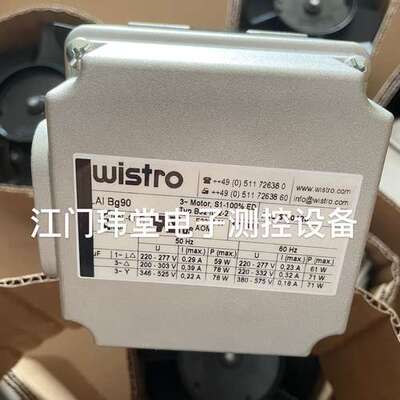 wistro
++49 (0) 511 72638 0
++49 (0) 511 72638 60
www.wistro.com
info@wistro.com
FLAI Bg90
3~ Motor, S1-100% ED
江门玮堂电子测控设备
50 Hz 60 Hz
µF U I (max.) P (max.) U I (max.) P (max.)
1~ 220 - 277 V 0,29 A 59 W 220 - 277 V 0,23 A 61 W
3~ △ 200 - 303 V 0,39 A 78 W 220 - 332 V 0,32 A 71 W
3~ Y 346 - 525 V 0,22 A 78 W 380 - 575 V 0,18 A 71 W